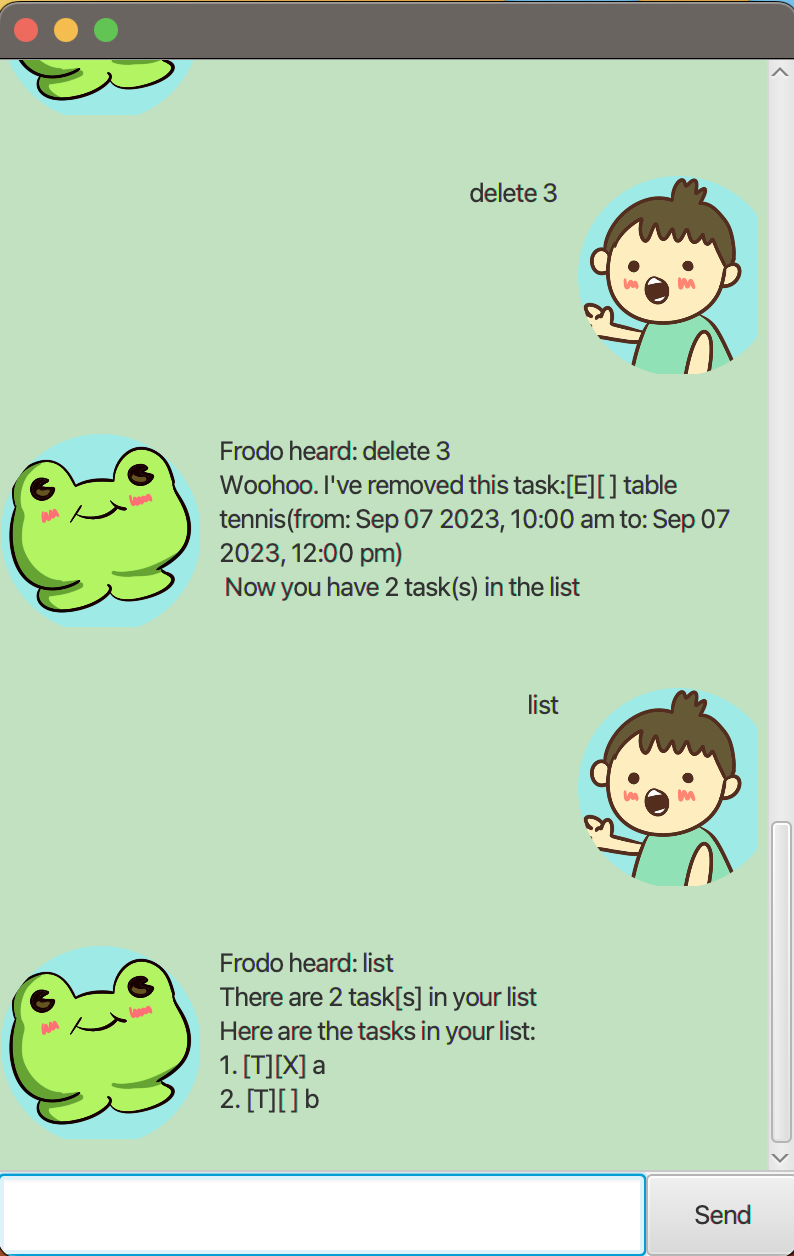 delete 3
Frodo heard: delete 3
Woohoo. I've removed this task:[E][ ] table
tennis(from: Sep 07 2023, 10:00 am to: Sep 07
2023, 12:00 pm)
Now you have 2 task(s) in the list
list
Frodo heard: list
There are 2 task[s] in your list
Here are the tasks in your list:
1. [T][X] a
2. [T][ ] b
Send